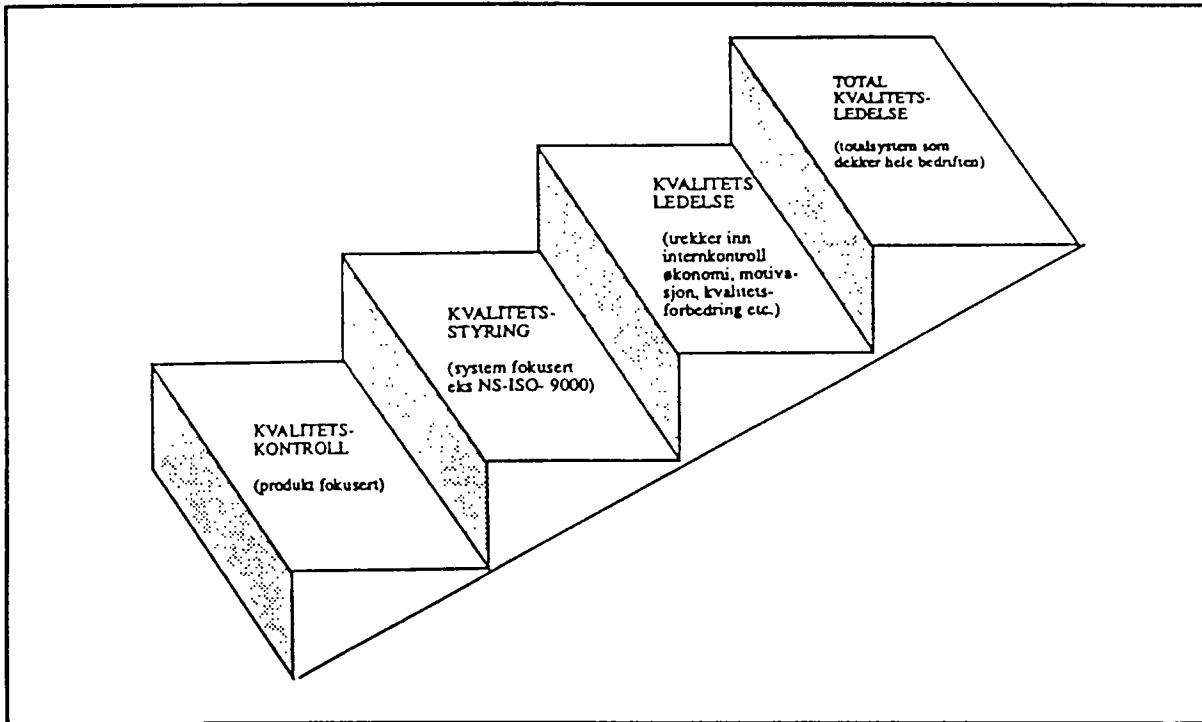 TOTAL
KVALITETS-
LEDELSE
(totalsystem som
dekker hele bedriften)
KVALITETS
LEDELSE
(trekker inn
internkontroll
økonomi, motiva-
sjon, kvalitets-
forbedring etc.)
KVALITETS-
STYRING
(system fokusert
eks NS-ISO- 9000)
KVALITETS-
KONTROLL
(produkt fokusert)